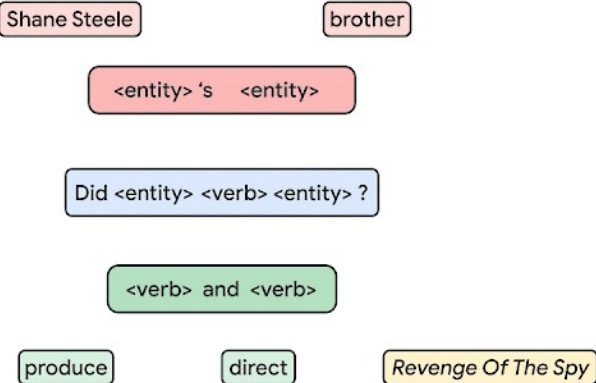 Shane Steele brother
<entity> ‘s <entity>
Did <entity> <verb> <entity> ?
<verb> and <verb>
produce direct Revenge Of The Spy